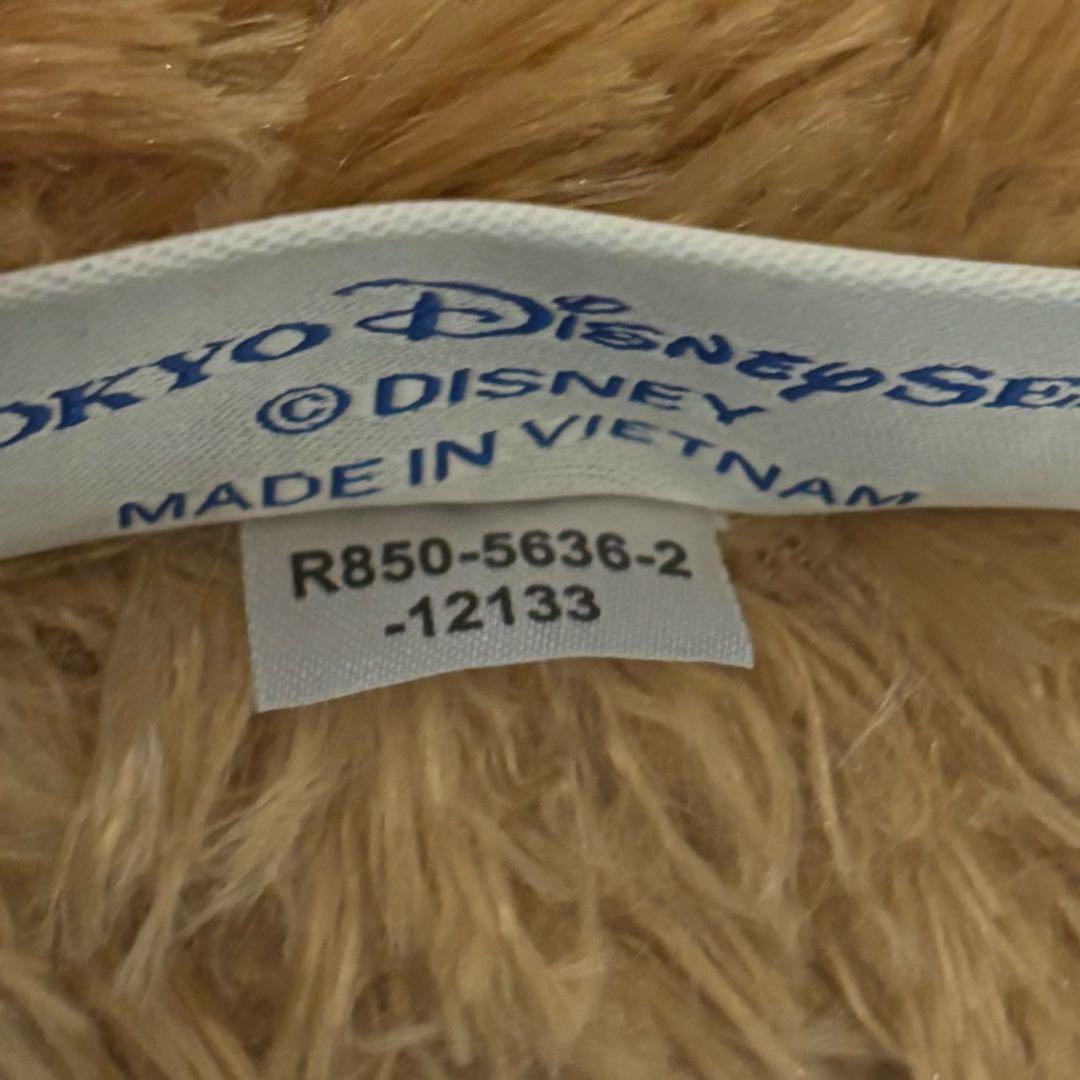 OKYO DISNEYSE
© DISNEY
MADE IN VIETNAM
R850-5636-2
-12133